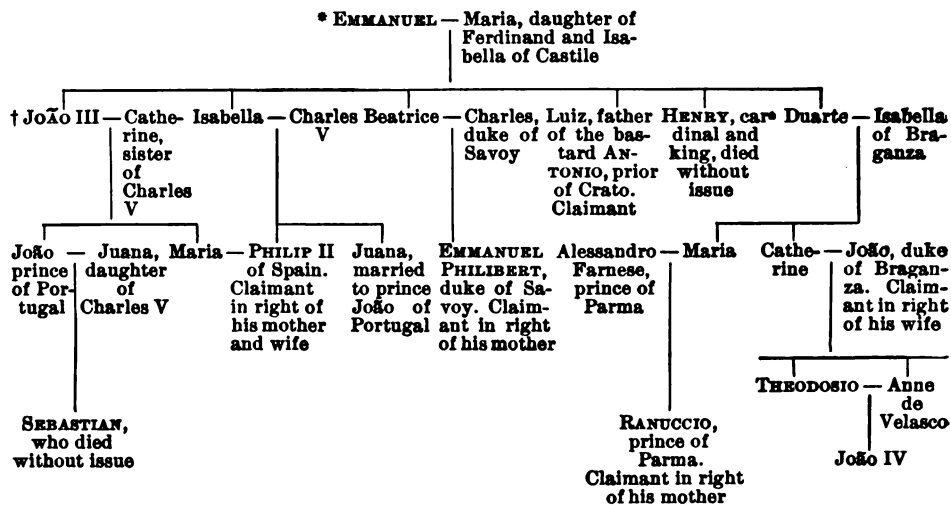 * EMMANUEL — Maria, daughter of
Ferdinand and Isa-
bella of Castile
† JOÃO III — Cathe-
rine,
sister
of
Charles
V
Isabella — Charles
V
Beatrice — Charles,
duke of
Savoy
Luiz, father
of the bas-
tard AN-
TONIO, prior
of Crato.
Claimant
HENRY, car-
dinal and
king, died
without
issue
Duarte — Isabella
of Bra-
ganza
João
prince
of Por-
tugal
— Juana,
daughter
of
Charles V
Maria — PHILIP II
of Spain.
Claimant
in right of
his mother
and wife
Juana,
married
to prince
João of
Portugal
EMMANUEL
PHILIBERT,
duke of Sa-
voy. Claim-
ant in right
of his mother
Alessandro — Maria
Farnese,
prince of
Parma
Cathe-
rine
— João, duke
of Bragan-
za. Claim-
ant in right
of his wife
THEODOSIO — Anne
de
Velasco
SEBASTIAN,
who died
without issue
RANUCCIO,
prince of
Parma.
Claimant in right
of his mother
João IV